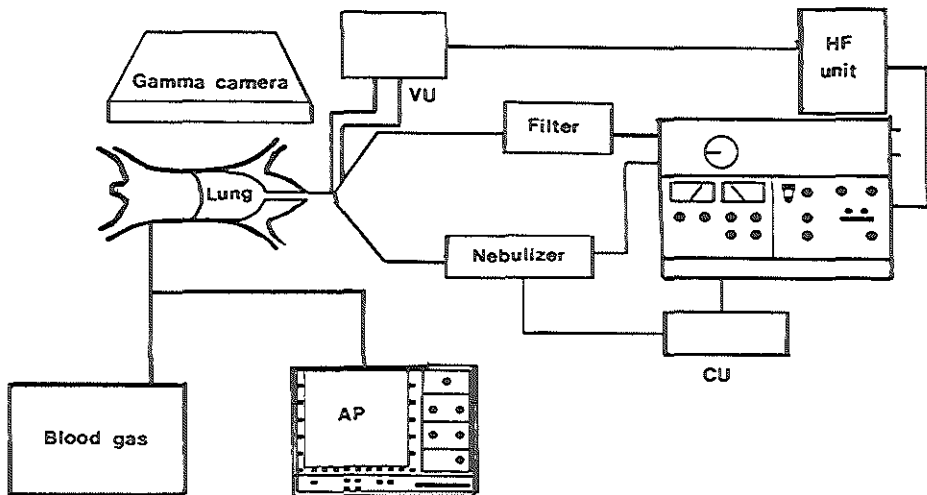 Gamma camera
VU
HF
unit
Filter
Lung
Nebulizer
CU
Blood gas
AP